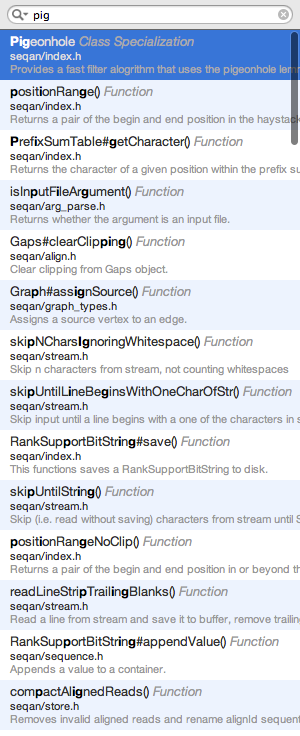 pig
Pigeonhole Class Specialization
seqan/index.h
Provides a fast filter alogrithm that uses the pigeonhole lemm
positionRange() Function
seqan/index.h
Returns a pair of the begin and end position in the haystack
PrefixSumTable#getCharacter() Function
seqan/index.h
Returns the character of a given position within the prefix su
isInputFileArgument() Function
seqan/arg_parse.h
Returns whether the argument is an input file.
Gaps#clearClipping() Function
seqan/align.h
Clear clipping from Gaps object.
Graph#assignSource() Function
seqan/graph_types.h
Assigns a source vertex to an edge.
skipNCharsIgnoringWhitespace() Function
seqan/stream.h
Skip n characters from stream, not counting whitespaces
skipUntilLineBeginsWithOneCharOfStr() Function
seqan/stream.h
Skip input until a line begins with a one of the characters in s
RankSupportBitString#save() Function
seqan/index.h
This functions saves a RankSupportBitString to disk.
skipUntilString() Function
seqan/stream.h
Skip (i.e. read without saving) characters from stream until S
positionRangeNoClip() Function
seqan/index.h
Returns a pair of the begin and end position in or beyond th
readLineStripTrailingBlanks() Function
seqan/stream.h
Read a line from stream and save it to buffer, remove trailing
RankSupportBitString#appendValue() Function
seqan/sequence.h
Appends a value to a container.
compactAlignedReads() Function
seqan/store.h
Removes invalid aligned reads and rename alignId sequent